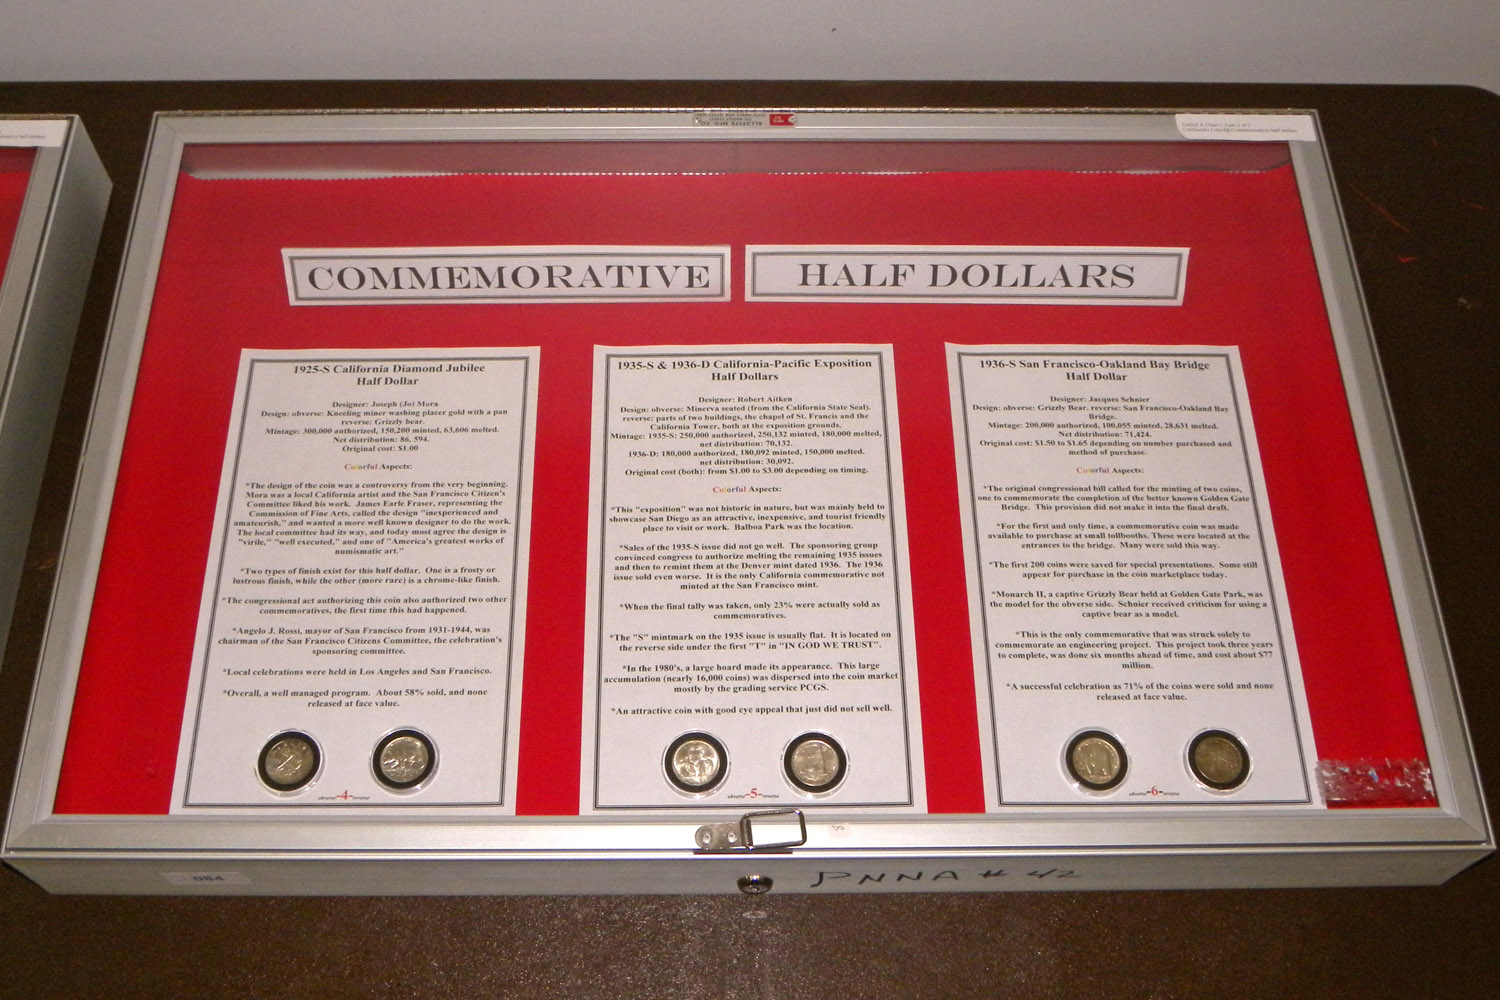 COMMEMORATIVE
HALF DOLLARS
1925-S California Diamond Jubilee
Half Dollar
Designer: Joseph (Jo) Mora
Design: obverse: Kneeling miner washing placer gold with a pan
reverse: Grizzly bear.
Mintage: 300,000 authorized, 150,200 minted, 63,606 melted.
Net distribution: 86, 594.
Original cost: $1.00
Colorful Aspects:
*The design of the coin was a controversy from the very beginning.
Mora was a local California artist and the San Francisco Citizen's
Committee liked his work. James Earle Fraser, representing the
Commission of Fine Arts, called the design "inexperienced and
amateurish," and wanted a more well known designer to do the work.
The local committee had its way, and today most agree the design is
"virile," "well executed," and one of "America's greatest works of
numismatic art."
*Two types of finish exist for this half dollar. One is a frosty or
lustrous finish, while the other (more rare) is a chrome-like finish.
*The congressional act authorizing this coin also authorized two other
commemoratives, the first time this had happened.
*Angelo J. Rossi, mayor of San Francisco from 1931-1944, was
chairman of the San Francisco Citizens Committee, the celebration's
sponsoring committee.
*Local celebrations were held in Los Angeles and San Francisco.
*Overall, a well managed program. About 58% sold, and none
released at face value.
obverse-4-reverse
1935-S & 1936-D California-Pacific Exposition
Half Dollars
Designer: Robert Aitken
Design: obverse: Minerva seated (from the California State Seal).
reverse: parts of two buildings, the chapel of St. Francis and the
California Tower, both at the exposition grounds.
Mintage: 1935-S: 250,000 authorized, 250,132 minted, 180,000 melted,
net distribution: 70,132.
1936-D: 180,000 authorized, 180,092 minted, 150,000 melted.
net distribution: 30,092.
Original cost (both): from $1.00 to $3.00 depending on timing.
Colorful Aspects:
*This "exposition" was not historic in nature, but was mainly held to
showcase San Diego as an attractive, inexpensive, and tourist friendly
place to visit or work. Balboa Park was the location.
*Sales of the 1935-S issue did not go well. The sponsoring group
convinced congress to authorize melting the remaining 1935 issues
and then to remint them at the Denver mint dated 1936. The 1936
issue sold even worse. It is the only California commemorative not
minted at the San Francisco mint.
*When the final tally was taken, only 23% were actually sold as
commemoratives.
*The "S" mintmark on the 1935 issue is usually flat. It is located on
the reverse side under the first "T" in "IN GOD WE TRUST".
*In the 1980's, a large hoard made its appearance. This large
accumulation (nearly 16,000 coins) was dispersed into the coin market
mostly by the grading service PCGS.
*An attractive coin with good eye appeal that just did not sell well.
obverse-5-reverse
1936-S San Francisco-Oakland Bay Bridge
Half Dollar
Designer: Jacques Schnier
Design: obverse: Grizzly Bear, reverse: San Francisco-Oakland Bay
Bridge.
Mintage: 200,000 authorized, 100,055 minted, 28,631 melted.
Net distribution: 71,424.
Original cost: $1.50 to $1.65 depending on number purchased and
method of purchase.
Colorful Aspects:
*The original congressional bill called for the minting of two coins,
one to commemorate the completion of the better known Golden Gate
Bridge. This provision did not make it into the final draft.
*For the first and only time, a commemorative coin was made
available to purchase at small tollbooths. These were located at the
entrances to the bridge. Many were sold this way.
*The first 200 coins were saved for special presentations. Some still
appear for purchase in the coin marketplace today.
*Monarch II, a captive Grizzly Bear held at Golden Gate Park, was
the model for the obverse side. Schnier received criticism for using a
captive bear as a model.
*This is the only commemorative that was struck solely to
commemorate an engineering project. This project took three years
to complete, was done six months ahead of time, and cost about $77
million.
*A successful celebration as 71% of the coins were sold and none
released at face value.
obverse-6-reverse
084
PNNA # 42